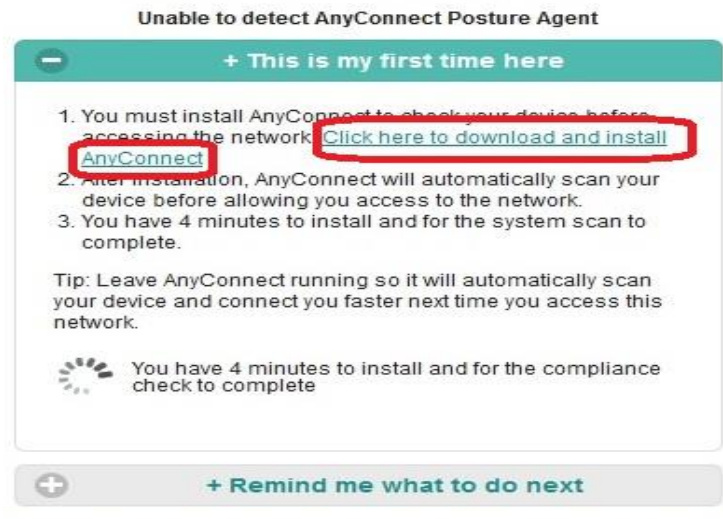 Unable to detect AnyConnect Posture Agent
+ This is my first time here
1. You must install AnyConnect to check your device before
accessing the network. Click here to download and install
AnyConnect
2. After installation, AnyConnect will automatically scan your
device before allowing you access to the network.
3. You have 4 minutes to install and for the system scan to
complete.
Tip: Leave AnyConnect running so it will automatically scan
your device and connect you faster next time you access this
network.
You have 4 minutes to install and for the compliance
check to complete
+ Remind me what to do next